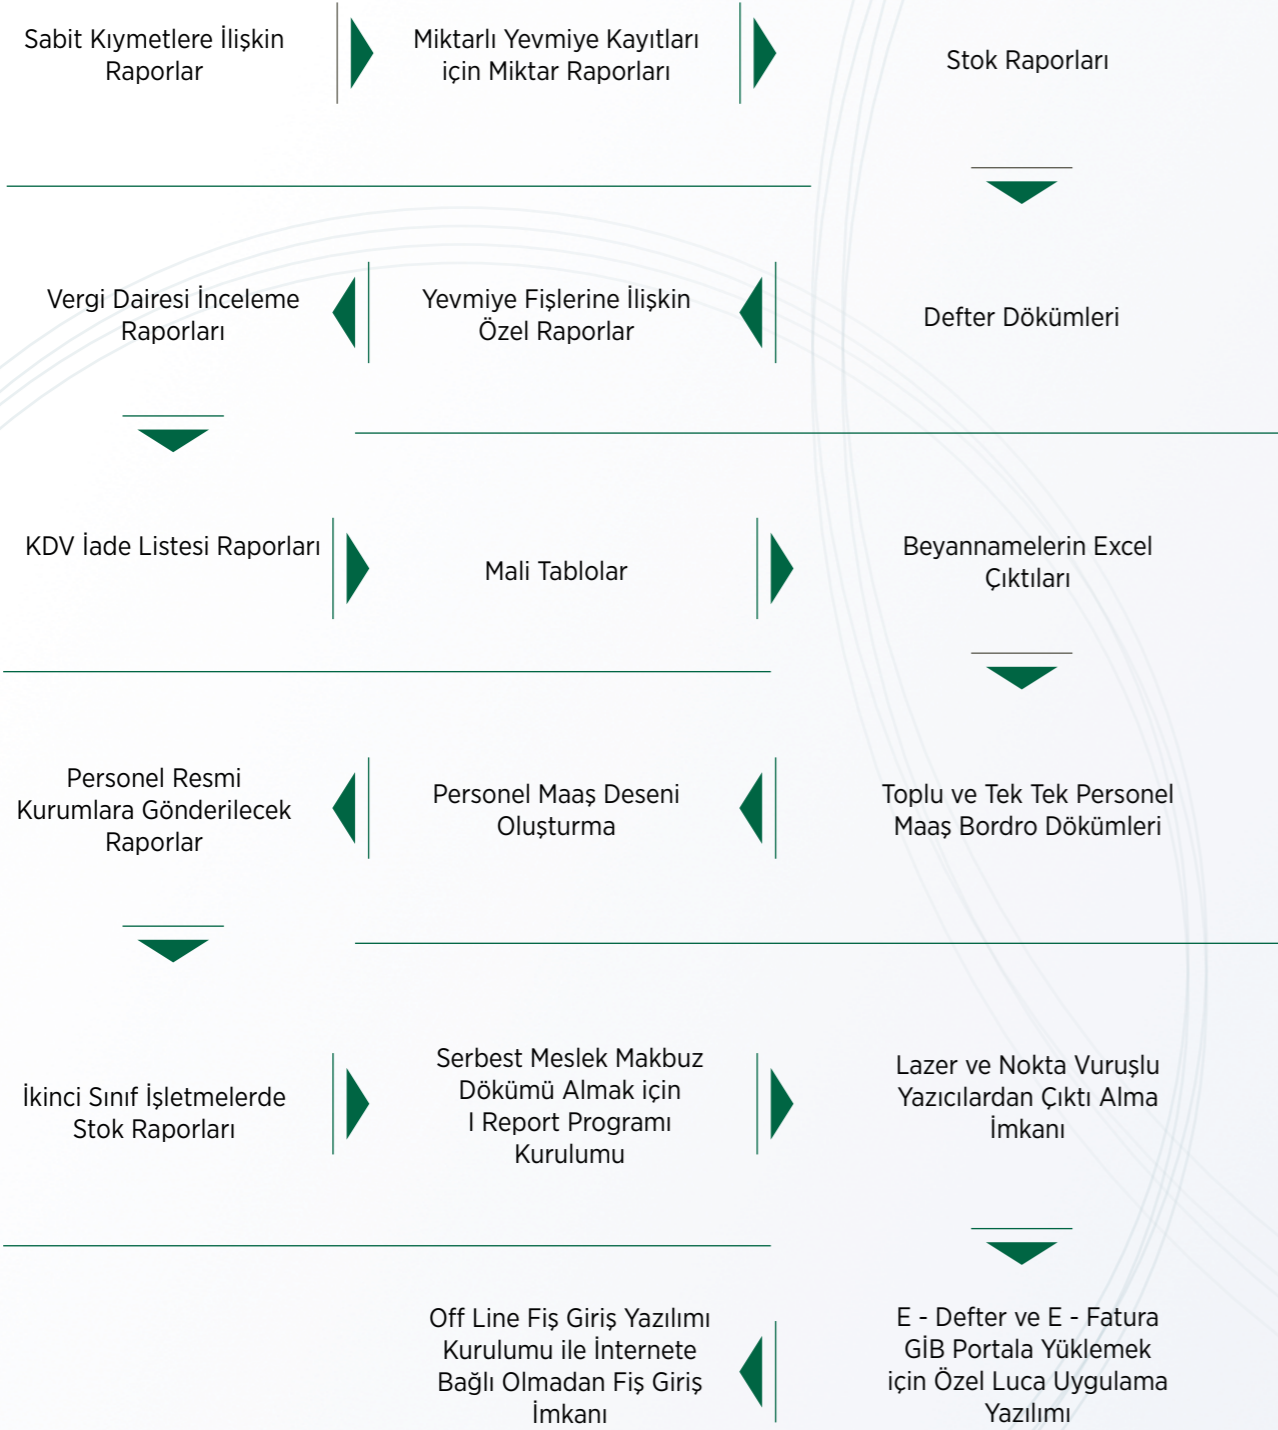 Sabit Kıymetlere İlişkin
Raporlar
Miktarlı Yevmiye Kayıtları
için Miktar Raporları
Stok Raporları
Vergi Dairesi İnceleme
Raporları
Yevmiye Fişlerine İlişkin
Özel Raporlar
Defter Dökümleri
KDV İade Listesi Raporları
Mali Tablolar
Beyannamelerin Excel
Çıktıları
Personel Resmi
Kurumlara Gönderilecek
Raporlar
Personel Maaş Deseni
Oluşturma
Toplu ve Tek Tek Personel
Maaş Bordro Dökümleri
İkinci Sınıf İşletmelerde
Stok Raporları
Serbest Meslek Makbuz
Dökümü Almak için
I Report Programı
Kurulumu
Lazer ve Nokta Vuruşlu
Yazıcılardan Çıktı Alma
İmkanı
Off Line Fiş Giriş Yazılımı
Kurulumu ile İnternete
Bağlı Olmadan Fiş Giriş
İmkanı
E - Defter ve E - Fatura
GİB Portala Yüklemek
için Özel Luca Uygulama
Yazılımı